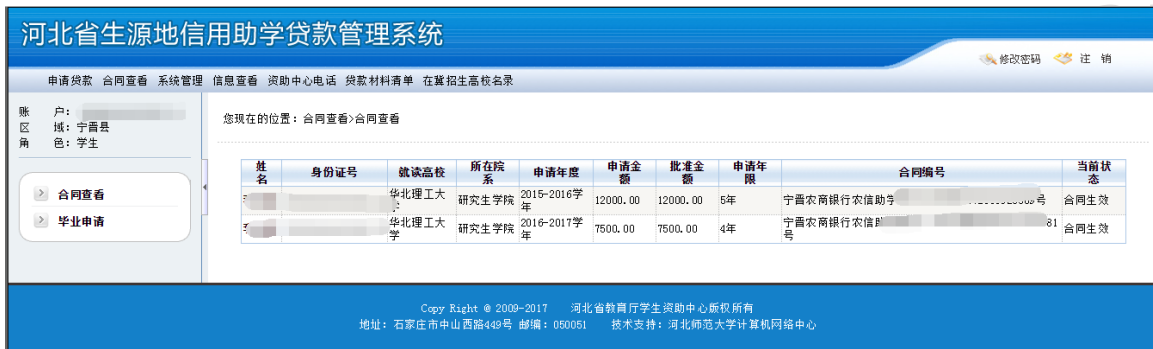 河北省生源地信用助学贷款管理系统
修改密码 注 销
申请贷款 合同查看 系统管理 信息查看 资助中心电话 贷款材料清单 在冀招生高校名录
账 户:
区 域: 宁晋县
角 色: 学生
合同查看
毕业申请
您现在的位置: 合同查看>合同查看
姓名 身份证号 就读高校 所在院系 申请年度 申请金额 批准金额 申请年限 合同编号 当前状态
华北理工大 研究生学院 2015-2016学年 12000.00 12000.00 5年 宁晋农商银行农信助学 号 合同生效
华北理工大学 研究生学院 2016-2017学年 7500.00 7500.00 4年 宁晋农商银行农信 81号 合同生效
Copy Right @ 2009-2017 河北省教育厅学生资助中心版权所有
地址: 石家庄市中山西路449号 邮编: 050051 技术支持: 河北师范大学计算机网络中心